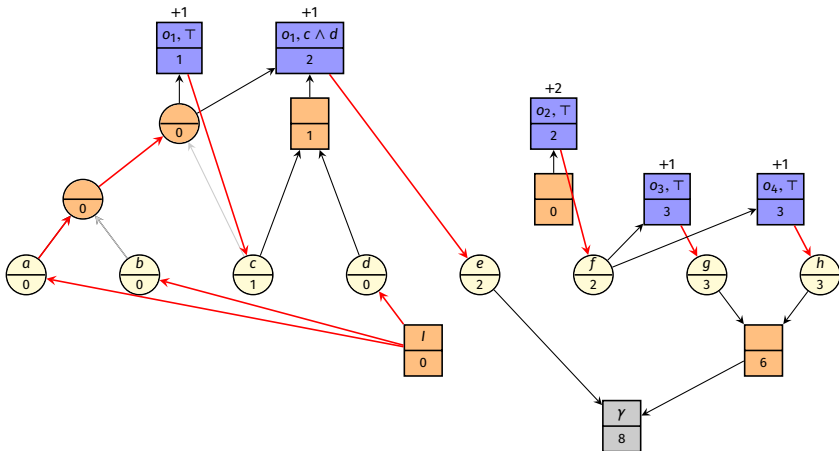 +1 +1
o₁, ⊤ o₁, c ∧ d
1 2
+2
o₂, ⊤
2
0 1
+1 +1
o₃, ⊤ o₄, ⊤
3 3
0 0
a b c d e f g h
0 0 1 0 2 2 3 3
I
0 6
γ
8